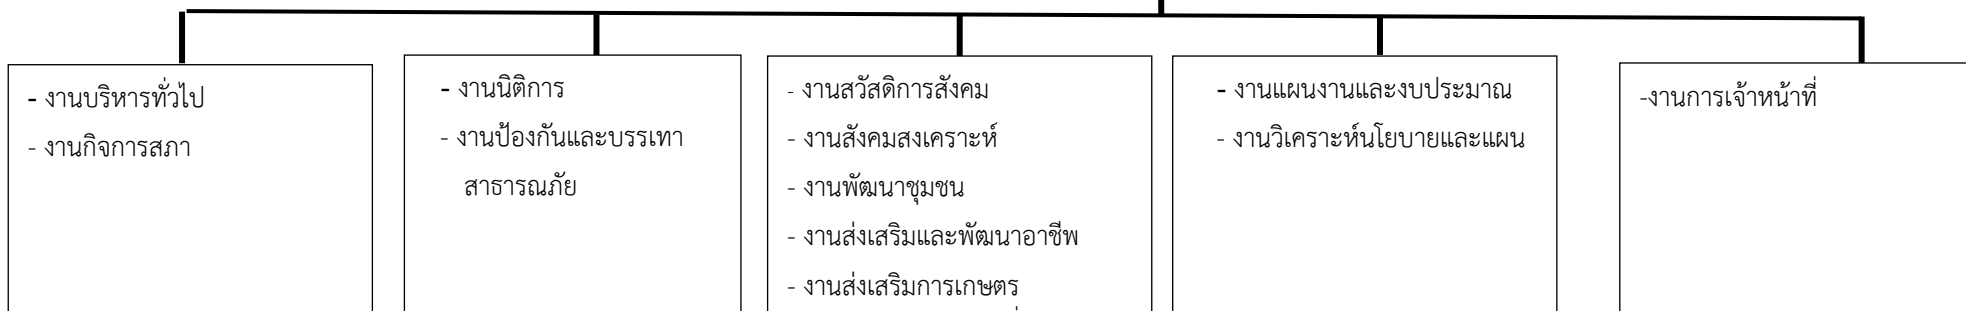 - งานบริหารทั่วไป
- งานกิจการสภา
- งานนิติการ
- งานป้องกันและบรรเทา
สาธารณภัย
- งานสวัสดิการสังคม
- งานสังคมสงเคราะห์
- งานพัฒนาชุมชน
- งานส่งเสริมและพัฒนาอาชีพ
- งานส่งเสริมการเกษตร
- งานแผนงานและงบประมาณ
- งานวิเคราะห์นโยบายและแผน
-งานการเจ้าหน้าที่